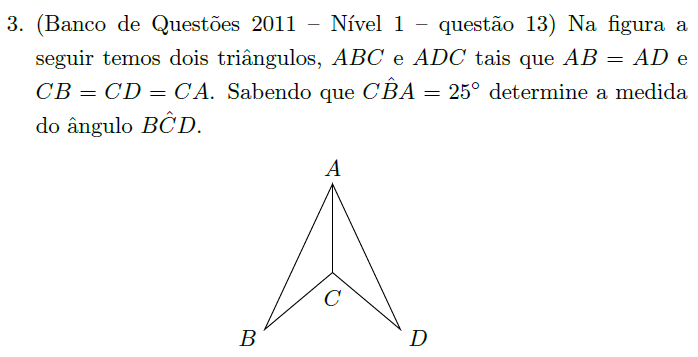 3. (Banco de Questões 2011 – Nível 1 – questão 13) Na figura a
seguir temos dois triângulos, ABC e ADC tais que AB = AD e
CB = CD = CA. Sabendo que CB̂A = 25° determine a medida
do ângulo BĈD.
A
C
B
D